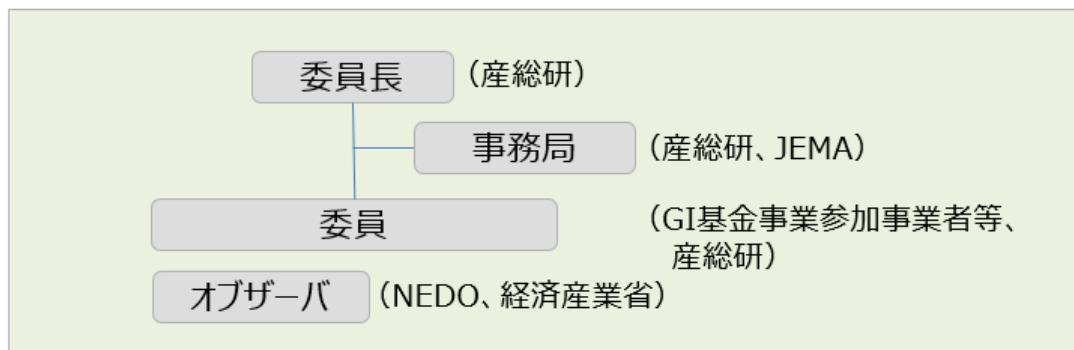 委員長 （産総研）
事務局 （産総研、JEMA）
委員 （GI基金事業参加事業者等、
産総研）
オブザーバ （NEDO、経済産業省）